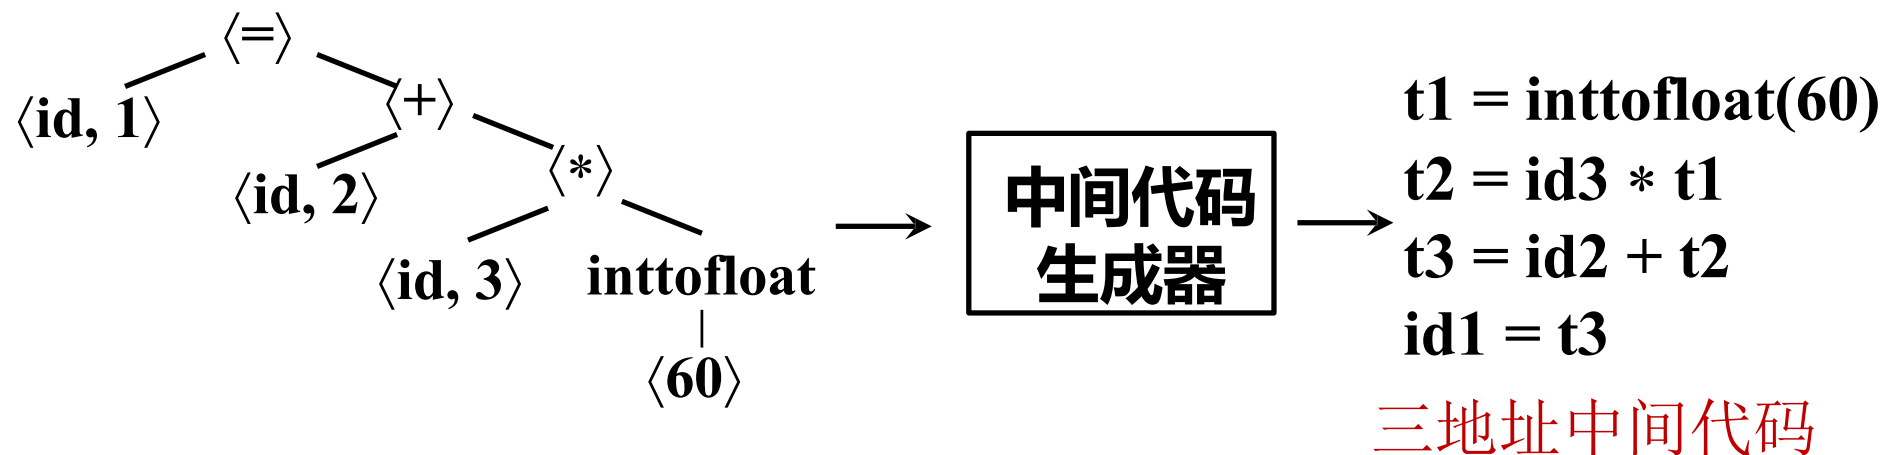 ⟨=⟩
⟨id, 1⟩
⟨+⟩
⟨id, 2⟩
⟨*⟩
⟨id, 3⟩
inttofloat
⟨60⟩
中间代码
生成器
t1 = inttofloat(60)
t2 = id3 * t1
t3 = id2 + t2
id1 = t3
三地址中间代码